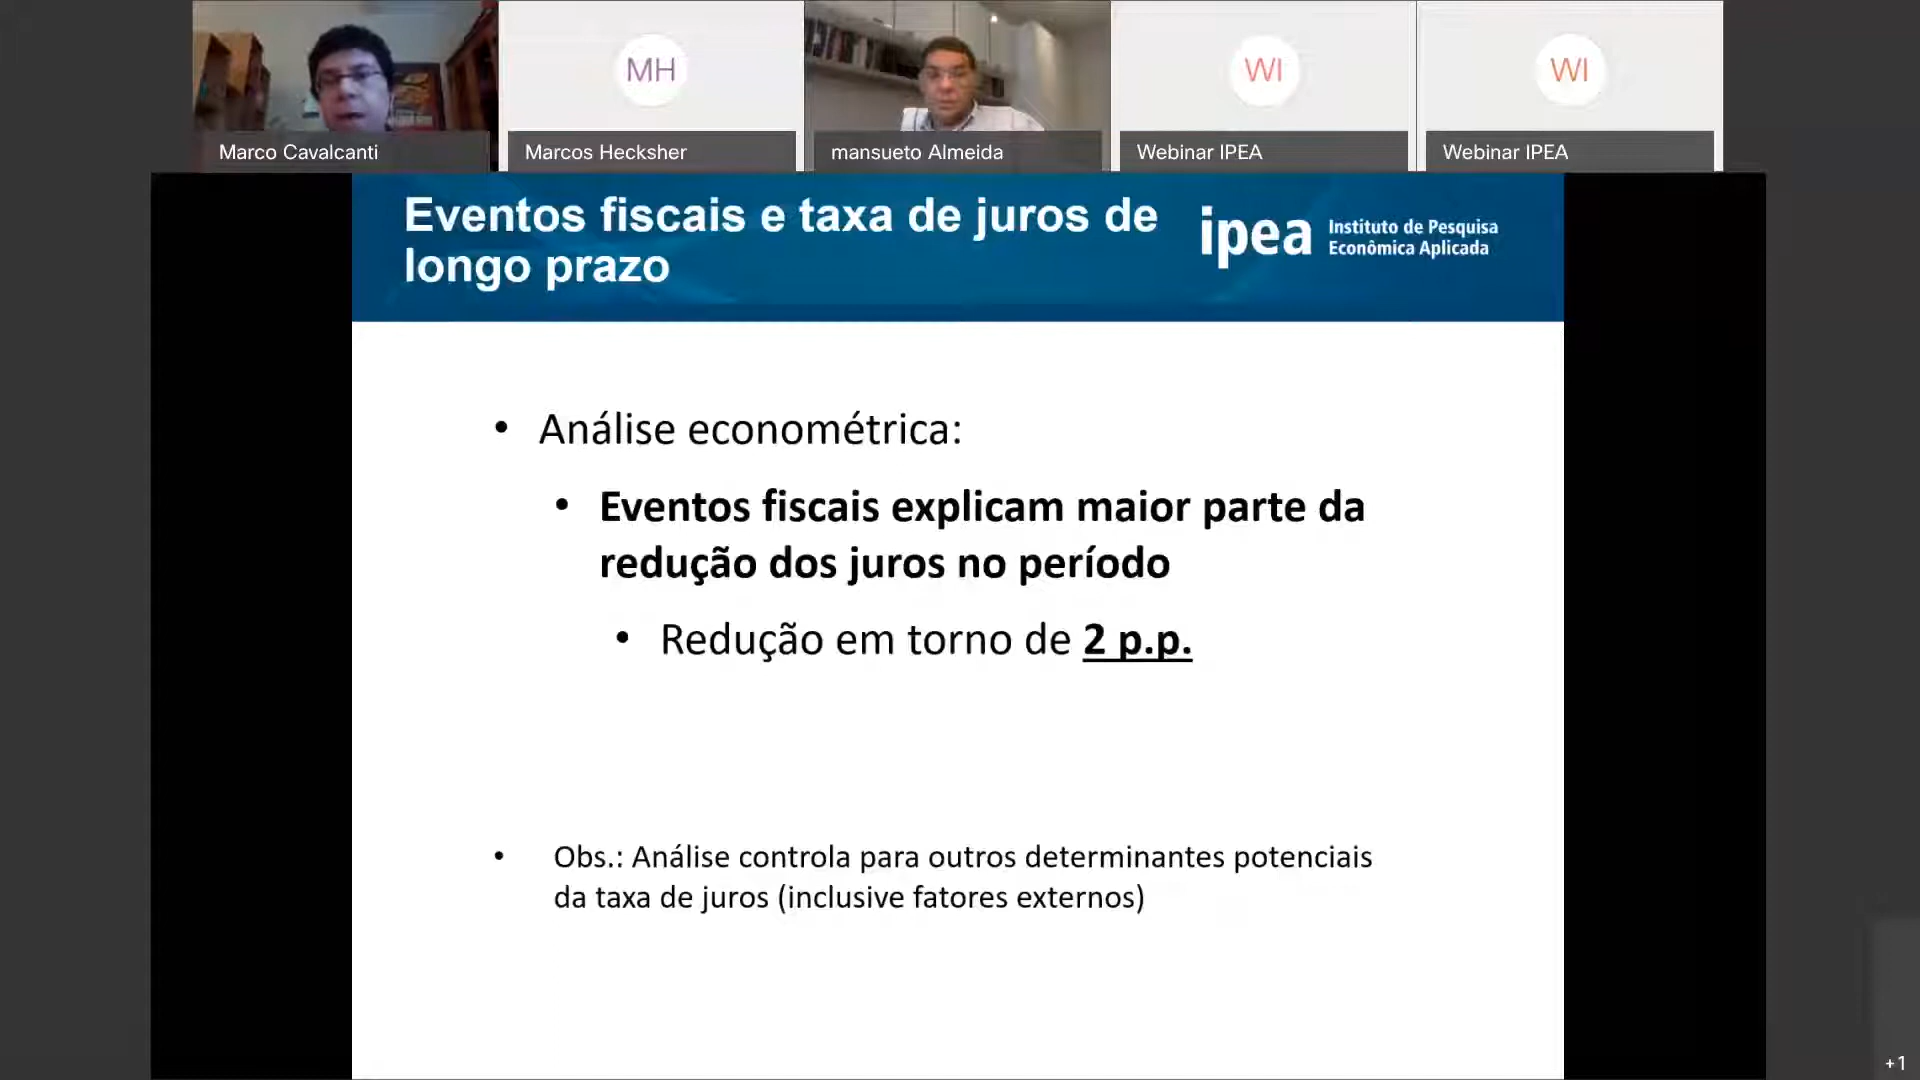 MH
WI
WI
Marco Cavalcanti
Marcos Hecksher
mansueto Almeida
Webinar IPEA
Webinar IPEA
Eventos fiscais e taxa de juros de
longo prazo
ipea
Instituto de Pesquisa
Econômica Aplicada
• Análise econométrica:
• Eventos fiscais explicam maior parte da
redução dos juros no período
• Redução em torno de 2 p.p.
• Obs.: Análise controla para outros determinantes potenciais
da taxa de juros (inclusive fatores externos)
+1